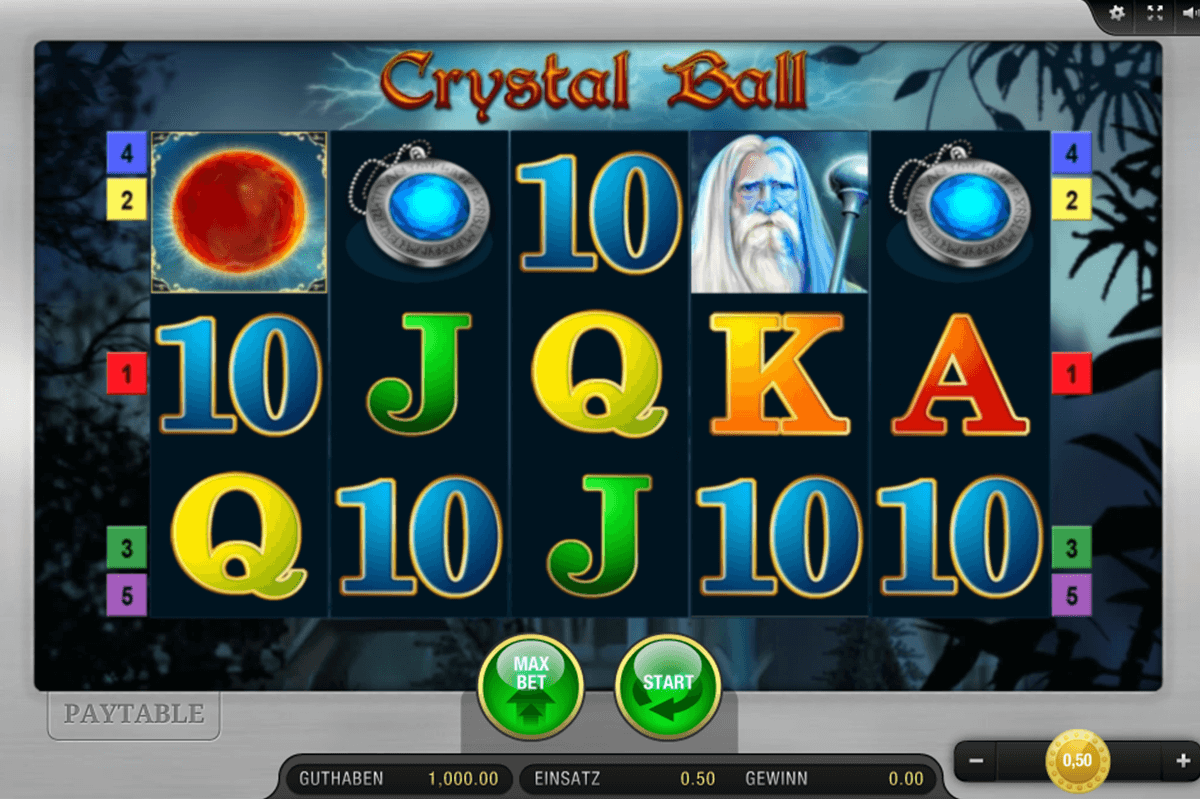 Crystal Ball
4 10 4
2 2
1 10 J Q K A 1
3 Q 10 J 10 10 3
5 5
MAX
BET
START
PAYTABLE
GUTHABEN 1,000.00 EINSATZ 0.50 GEWINN 0.00
0,50